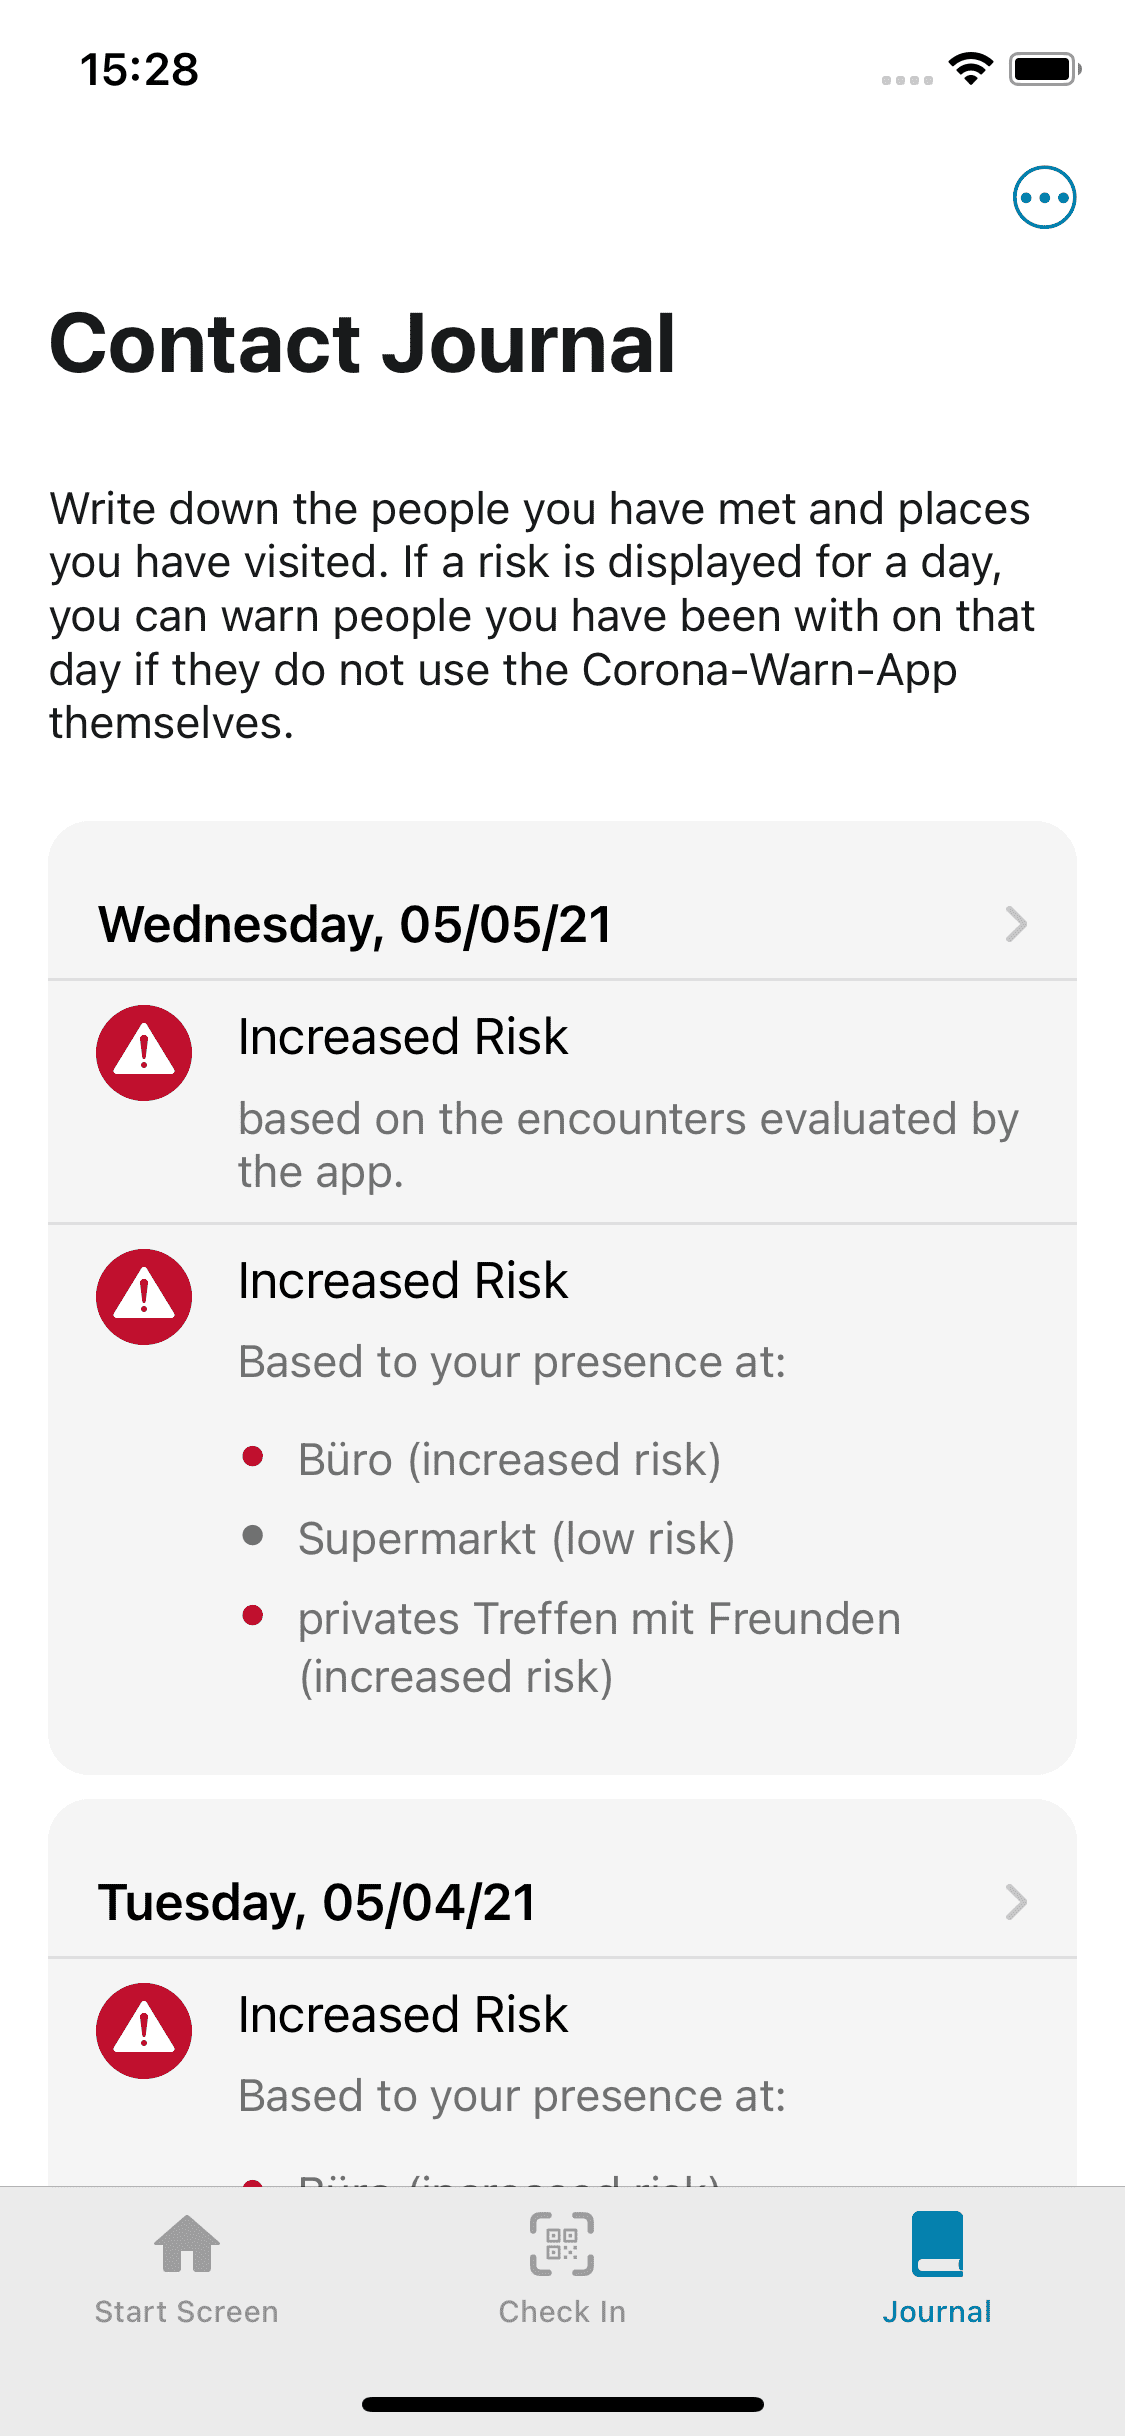 15:28
Contact Journal
Write down the people you have met and places
you have visited. If a risk is displayed for a day,
you can warn people you have been with on that
day if they do not use the Corona-Warn-App
themselves.
Wednesday, 05/05/21
Increased Risk
based on the encounters evaluated by
the app.
Increased Risk
Based to your presence at:
Büro (increased risk)
Supermarkt (low risk)
privates Treffen mit Freunden
(increased risk)
Tuesday, 05/04/21
Increased Risk
Based to your presence at:
Büro (increased risk)
Start Screen
Check In
Journal